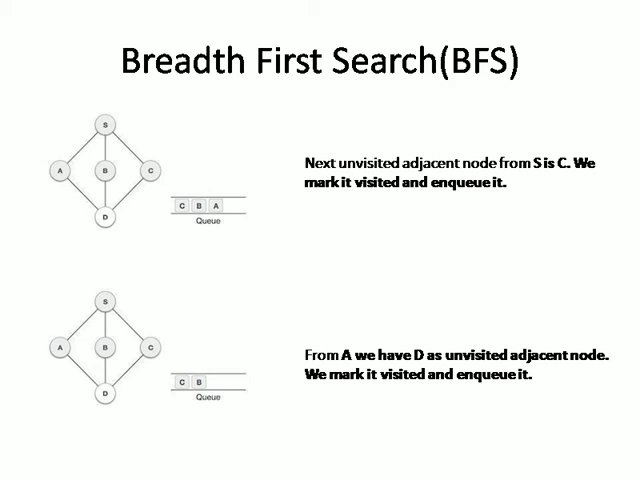 Breadth First Search(BFS)
S
A
B
C
D
C B A
Queue
Next unvisited adjacent node from S is C. We
mark it visited and enqueue it.
S
A
B
C
D
C B
Queue
From A we have D as unvisited adjacent node.
We mark it visited and enqueue it.